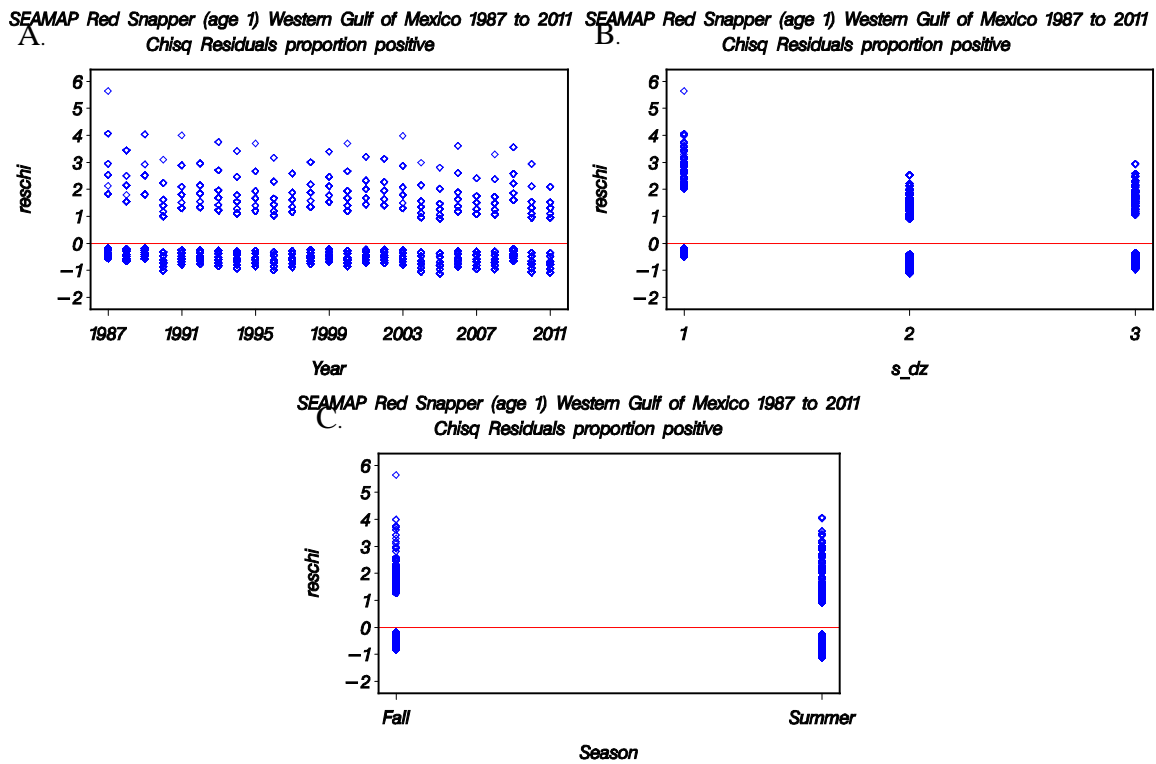 SEAMAP Red Snapper (age 1) Western Gulf of Mexico 1987 to 2011
A.
Chisq Residuals proportion positive
6
5
4
3
2
1
0
−1
−2
reschi
1987 1991 1995 1999 2003 2007 2011
Year
SEAMAP Red Snapper (age 1) Western Gulf of Mexico 1987 to 2011
B.
Chisq Residuals proportion positive
6
5
4
3
2
1
0
−1
−2
reschi
1 2 3
s_dz
SEAMAP Red Snapper (age 1) Western Gulf of Mexico 1987 to 2011
C.
Chisq Residuals proportion positive
6
5
4
3
2
1
0
−1
−2
reschi
Fall Summer
Season